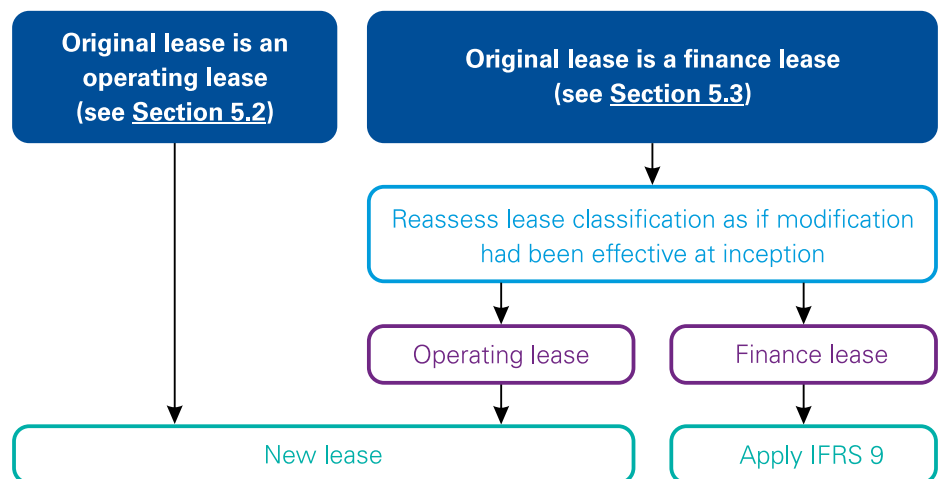 Original lease is an
operating lease
(see Section 5.2)
Original lease is a finance lease
(see Section 5.3)
Reassess lease classification as if modification
had been effective at inception
Operating lease
Finance lease
New lease
Apply IFRS 9